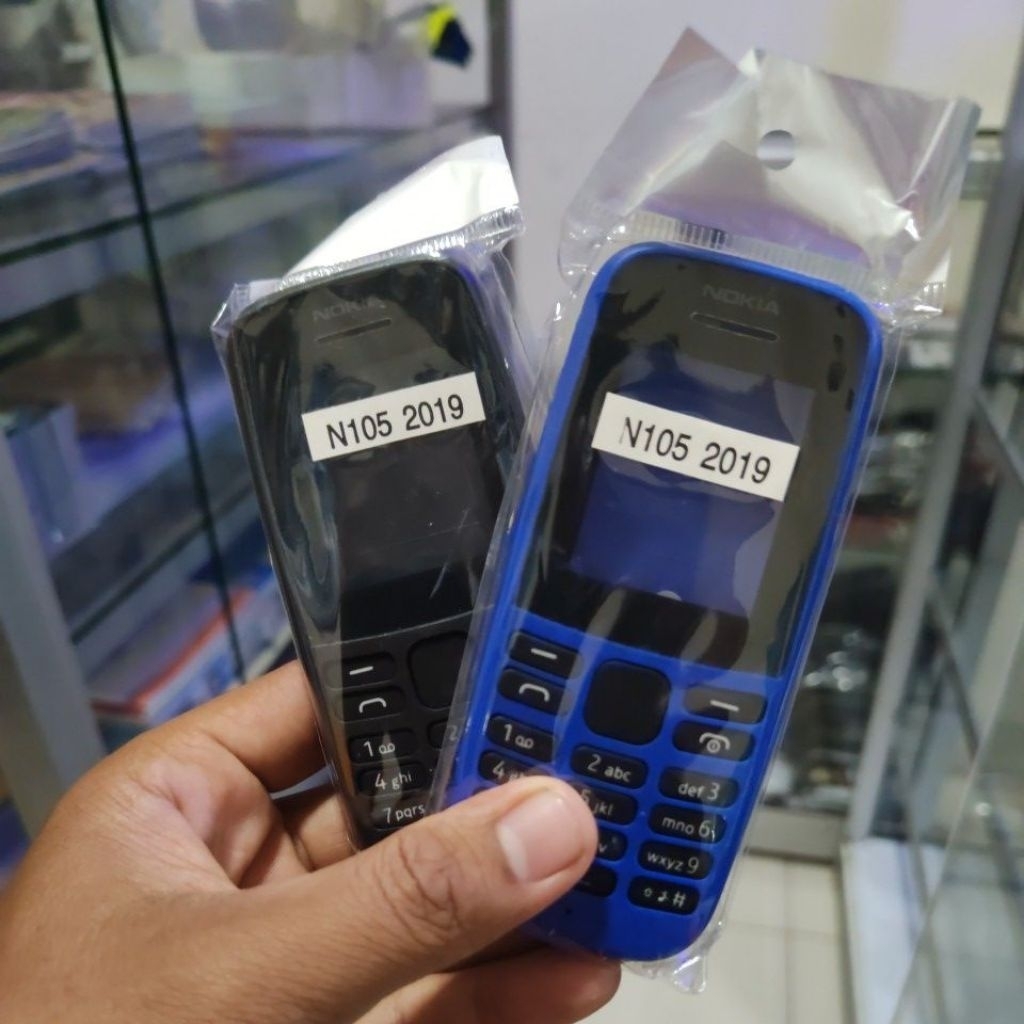 NOKIA
N105 2019
1
4 ghi
7 pqrs
NOKIA
N105 2019
1
2 abc
def 3
4
5 jkl
mno 6
wxyz 9
#